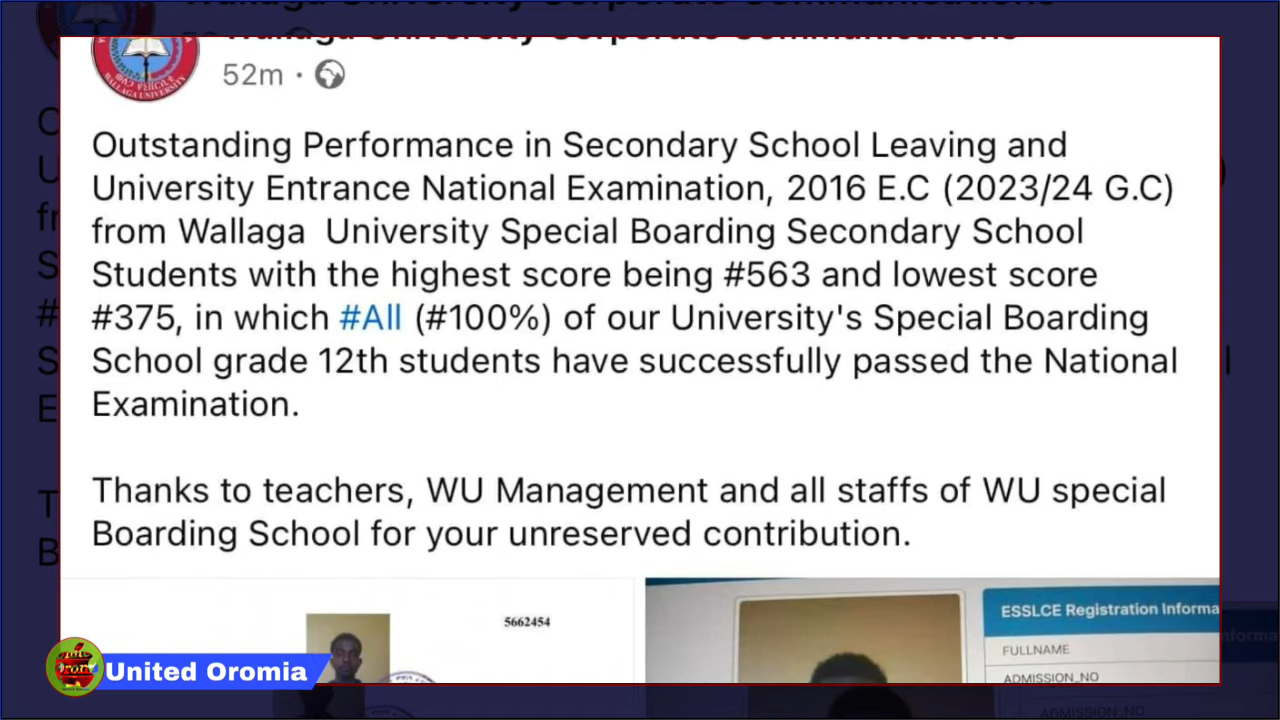 Wallaga University Corporate Communications
52m ·
WALLAGA UNIVERSITY
Outstanding Performance in Secondary School Leaving and
University Entrance National Examination, 2016 E.C (2023/24 G.C)
from Wallaga University Special Boarding Secondary School
Students with the highest score being #563 and lowest score
#375, in which #All (#100%) of our University's Special Boarding
School grade 12th students have successfully passed the National
Examination.
Thanks to teachers, WU Management and all staffs of WU special
Boarding School for your unreserved contribution.
5662454
ESSLCE Registration Informa
FULLNAME
ADMISSION_NO
United Oromia